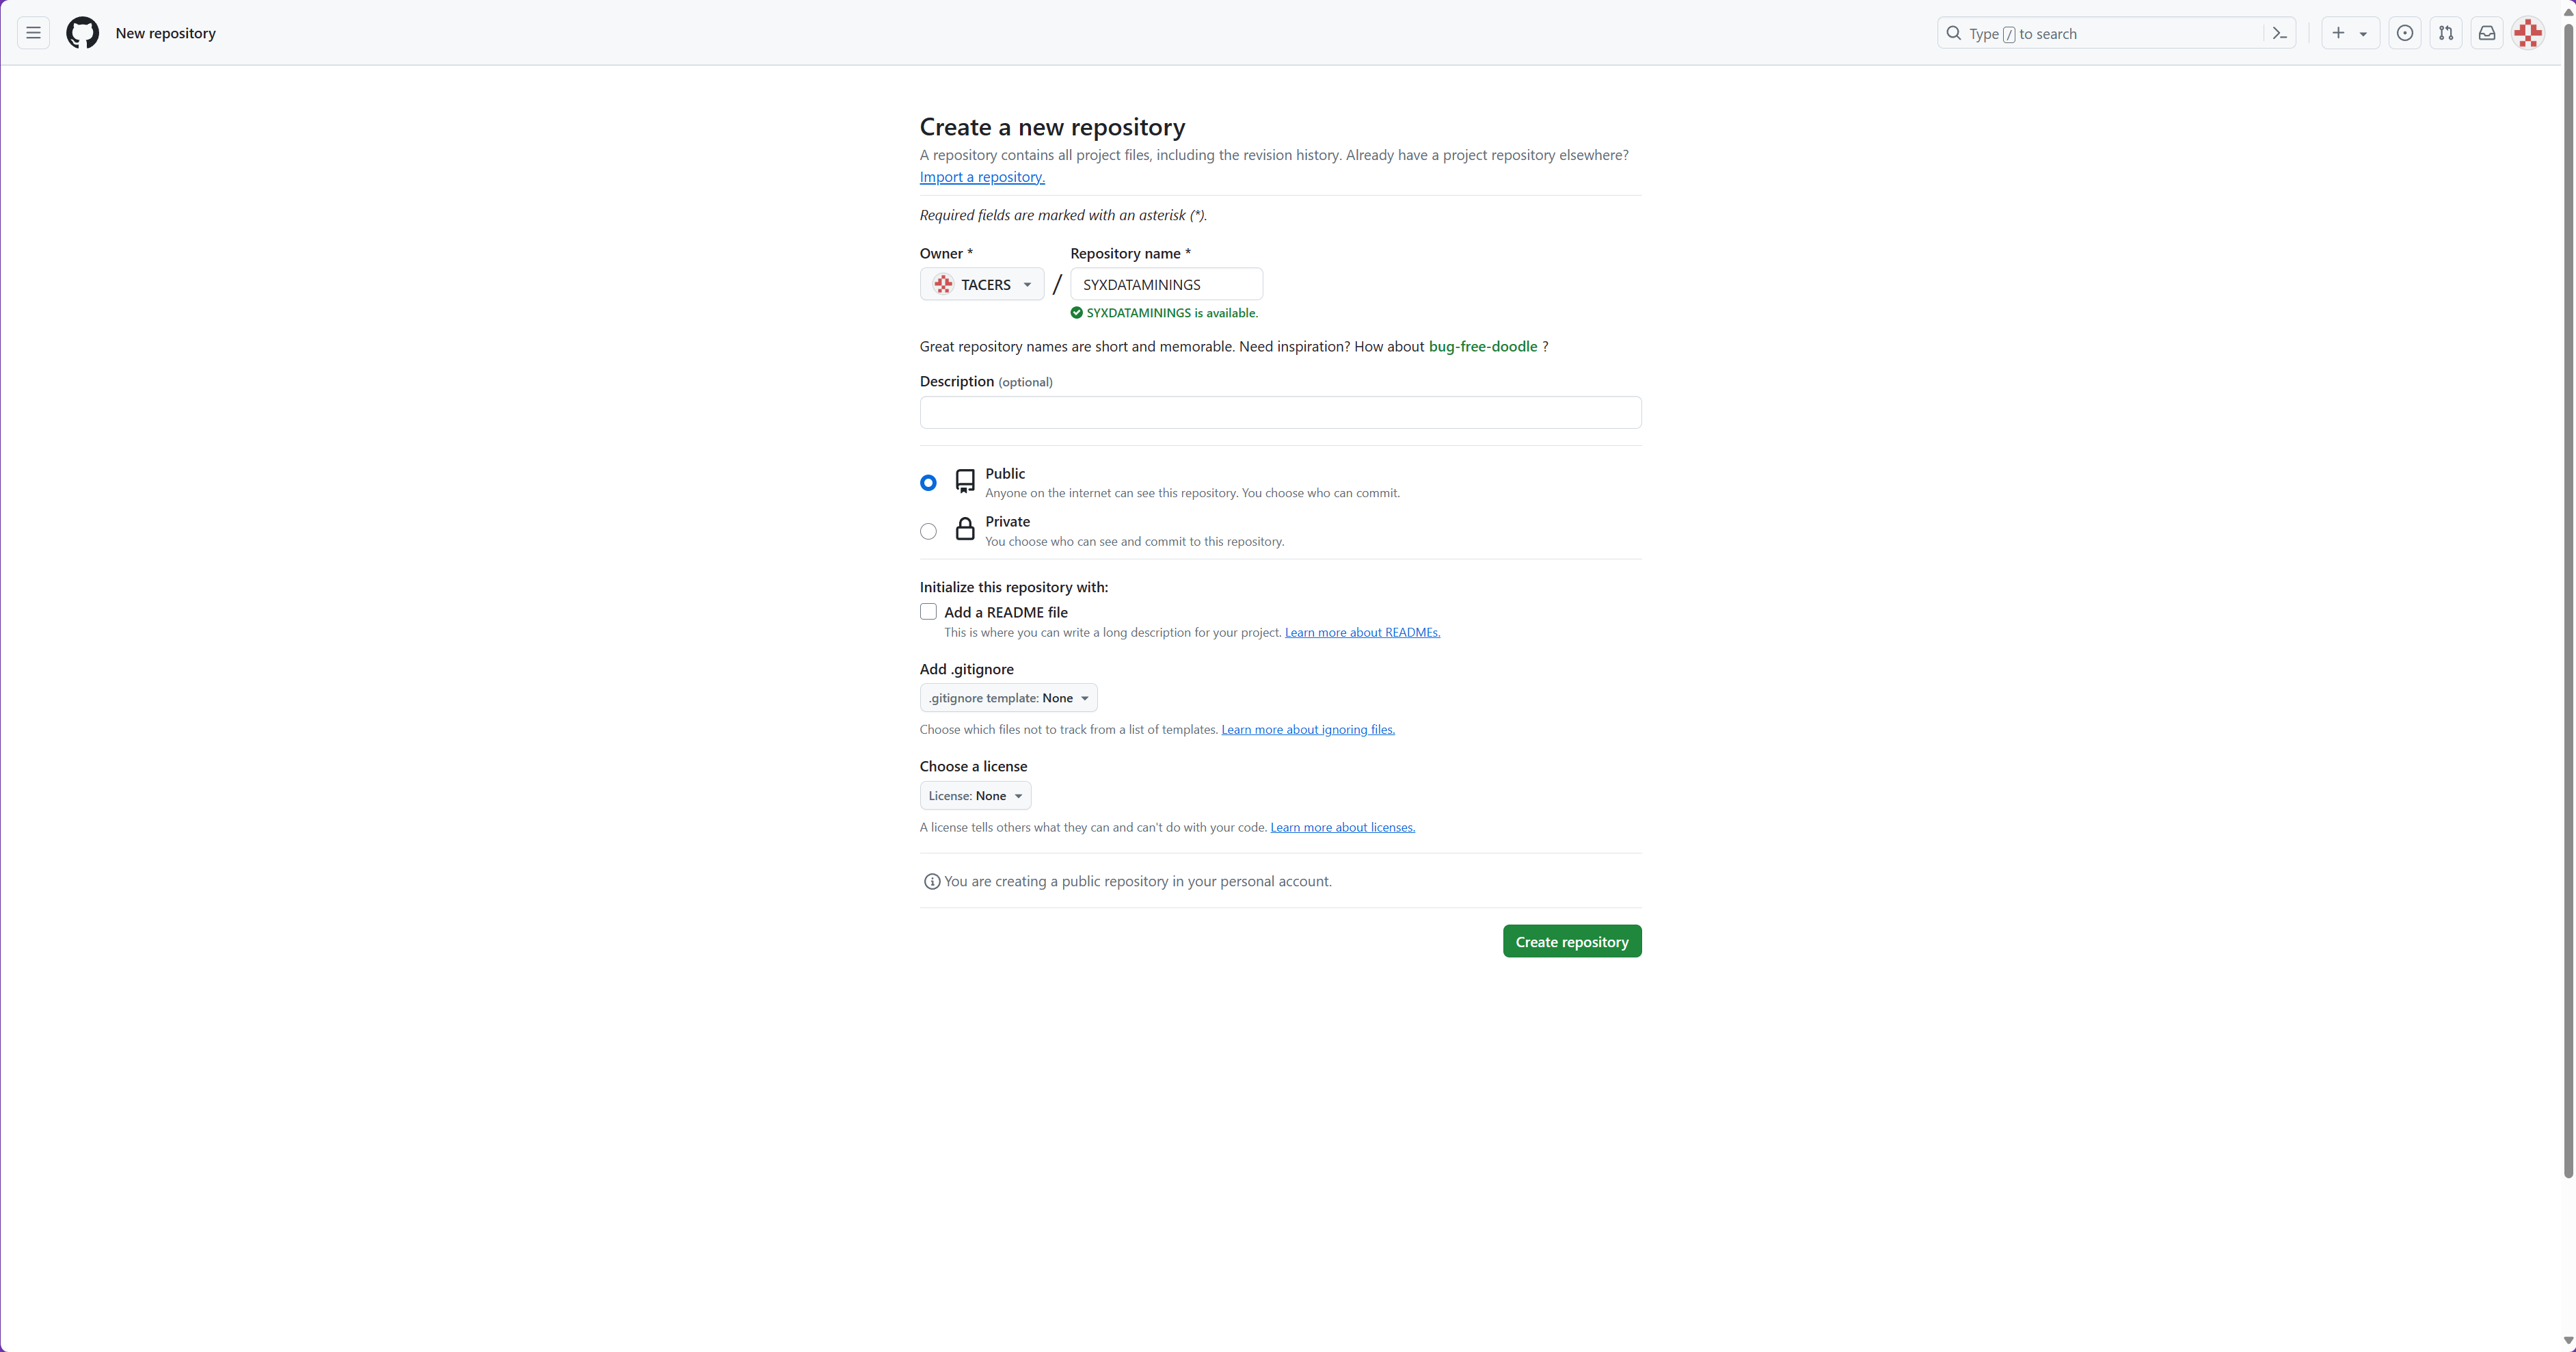 New repository
Type / to search
Create a new repository
A repository contains all project files, including the revision history. Already have a project repository elsewhere?
Import a repository.
Required fields are marked with an asterisk (*).
Owner *
Repository name *
TACERS
/
SYXDATAMININGS
SYXDATAMININGS is available.
Great repository names are short and memorable. Need inspiration? How about bug-free-doodle ?
Description (optional)
Public
Anyone on the internet can see this repository. You choose who can commit.
Private
You choose who can see and commit to this repository.
Initialize this repository with:
Add a README file
This is where you can write a long description for your project. Learn more about READMEs.
Add .gitignore
.gitignore template: None
Choose which files not to track from a list of templates. Learn more about ignoring files.
Choose a license
License: None
A license tells others what they can and can't do with your code. Learn more about licenses.
You are creating a public repository in your personal account.
Create repository